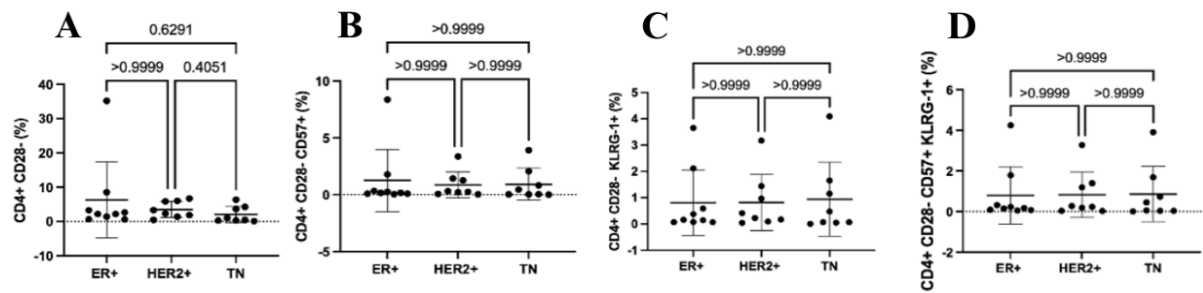 A
0.6291
>0.9999 0.4051
CD4+ CD28- (%)
40
30
20
10
0
-10
ER+ HER2+ TN
B
>0.9999
>0.9999 >0.9999
CD4+ CD28- CD57+ (%)
10
5
0
-5
ER+ HER2+ TN
C
>0.9999
>0.9999 >0.9999
CD4+ CD28- KLRG-1+ (%)
5
4
3
2
1
0
-1
ER+ HER2+ TN
D
>0.9999
>0.9999 >0.9999
CD4+ CD28- CD57+ KLRG-1+ (%)
6
4
2
0
-2
ER+ HER2+ TN